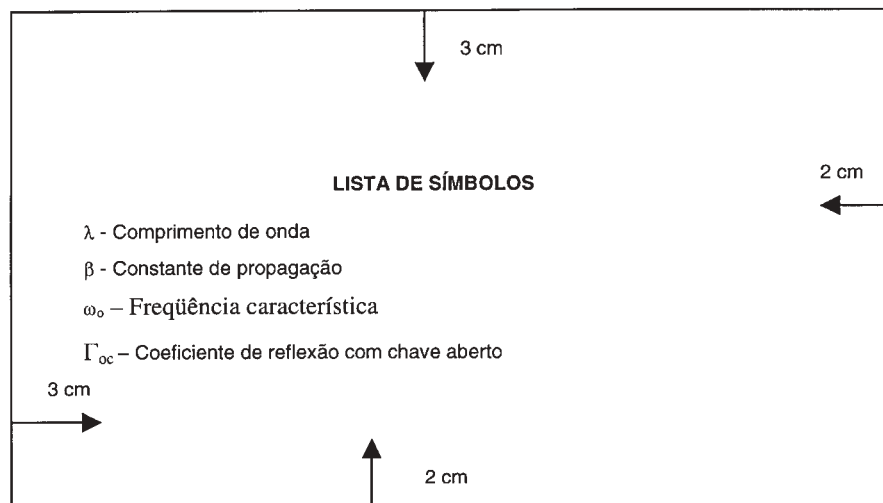 3 cm
LISTA DE SÍMBOLOS
2 cm
λ - Comprimento de onda
β - Constante de propagação
ωₒ – Freqüência característica
Γoc – Coeficiente de reflexão com chave aberto
3 cm
2 cm